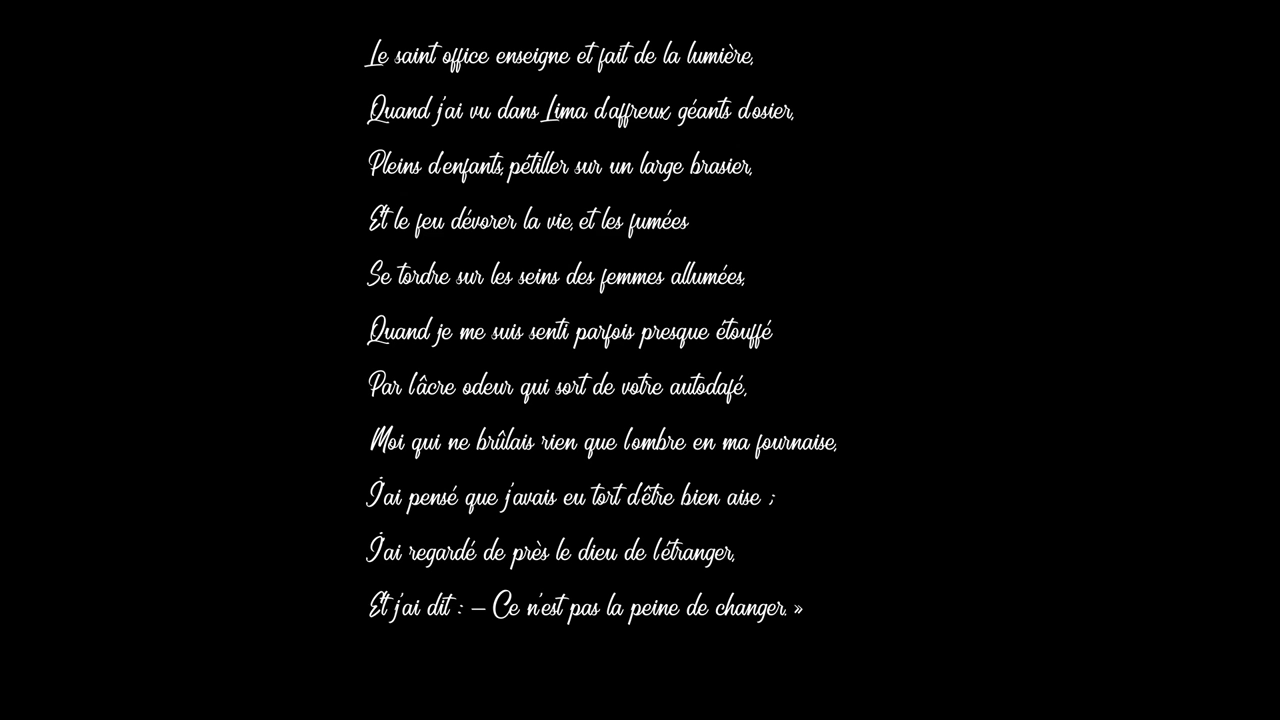 Le saint office enseigne et fait de la lumière,
Quand j'ai vu dans Lima d'affreux géants d'osier,
Pleins d'enfants, pétiller sur un large brasier,
Et le feu dévorer la vie, et les fumées
Se tordre sur les seins des femmes allumées,
Quand je me suis senti parfois presque étouffé
Par l'âcre odeur qui sort de votre autodafé,
Moi qui ne brûlais rien que l'ombre en ma fournaise,
J'ai pensé que j'avais eu tort d'être bien aise ;
J'ai regardé de près le dieu de l'étranger,
Et j'ai dit : – Ce n'est pas la peine de changer. »